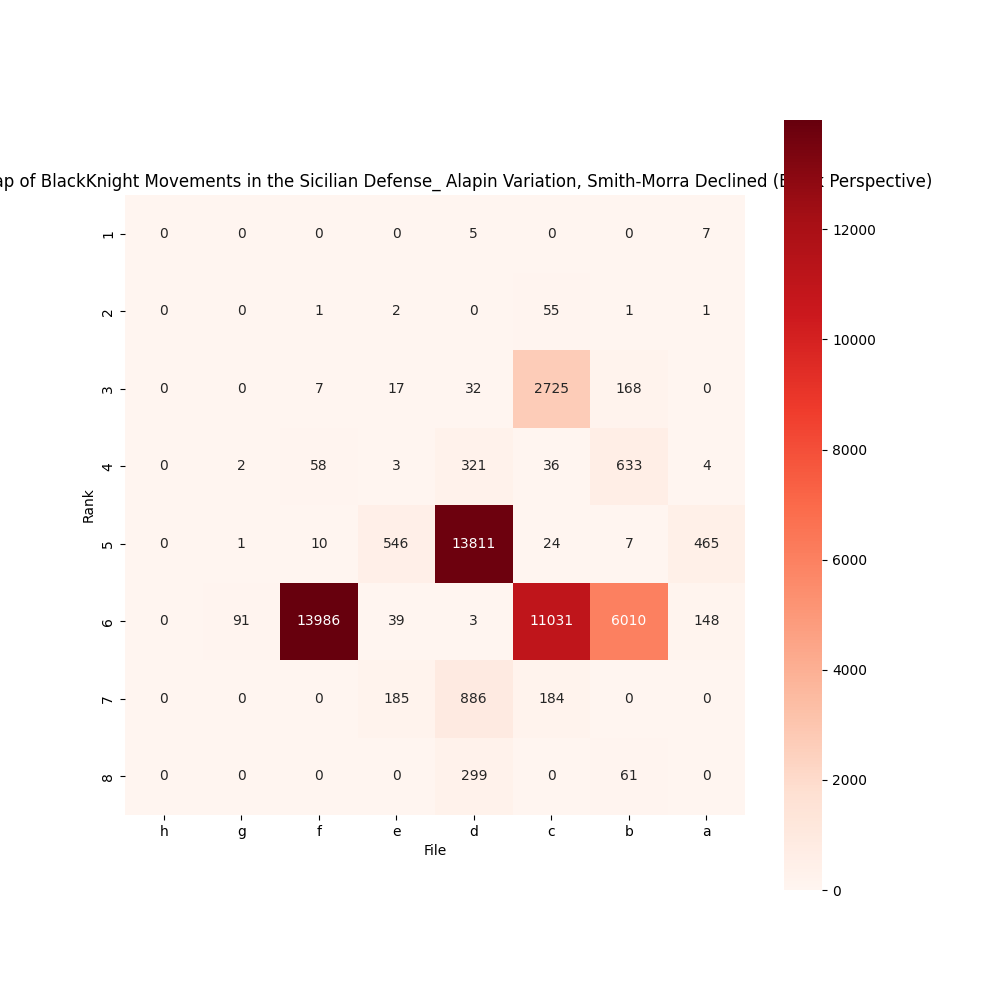 ap of BlackKnight Movements in the Sicilian Defense_ Alapin Variation, Smith-Morra Declined (Black Perspective)
1 0 0 0 0 5 0 0 7
2 0 0 1 2 0 55 1 1
3 0 0 7 17 32 2725 168 0
4 0 2 58 3 321 36 633 4
5 0 1 10 546 13811 24 7 465
6 0 91 13986 39 3 11031 6010 148
7 0 0 0 185 886 184 0 0
8 0 0 0 0 299 0 61 0
Rank
h g f e d c b a
File
12000
10000
8000
6000
4000
2000
0